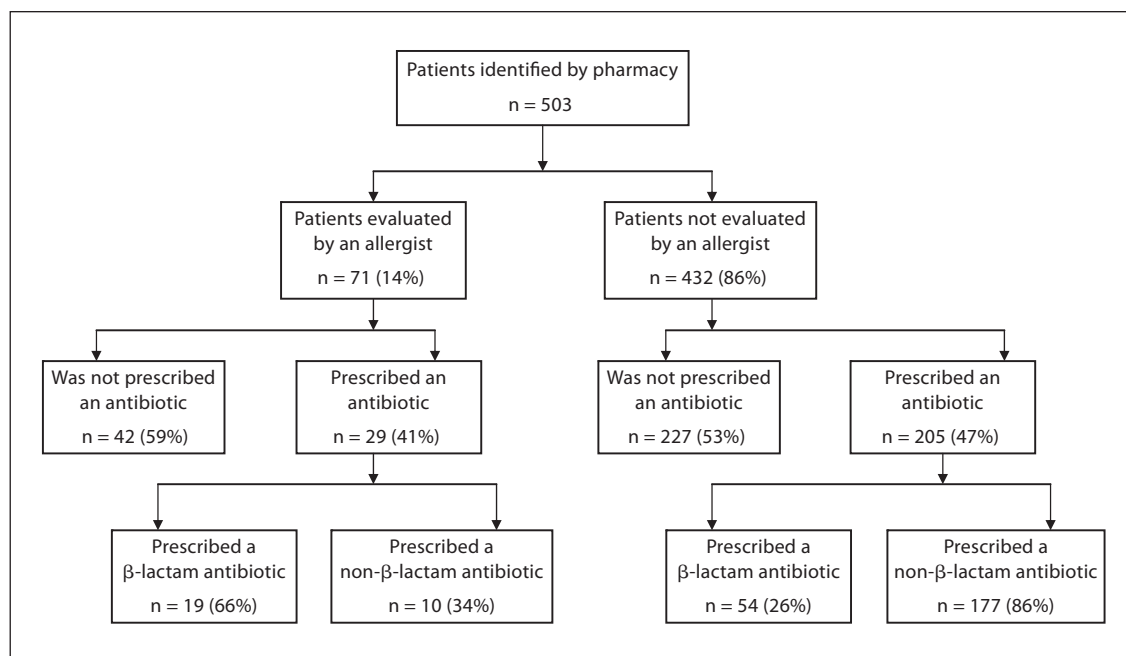 Patients identified by pharmacy
n = 503
Patients evaluated
by an allergist
n = 71 (14%)
Patients not evaluated
by an allergist
n = 432 (86%)
Was not prescribed
an antibiotic
n = 42 (59%)
Prescribed an
antibiotic
n = 29 (41%)
Was not prescribed
an antibiotic
n = 227 (53%)
Prescribed an
antibiotic
n = 205 (47%)
Prescribed a
β-lactam antibiotic
n = 19 (66%)
Prescribed a
non-β-lactam antibiotic
n = 10 (34%)
Prescribed a
β-lactam antibiotic
n = 54 (26%)
Prescribed a
non-β-lactam antibiotic
n = 177 (86%)